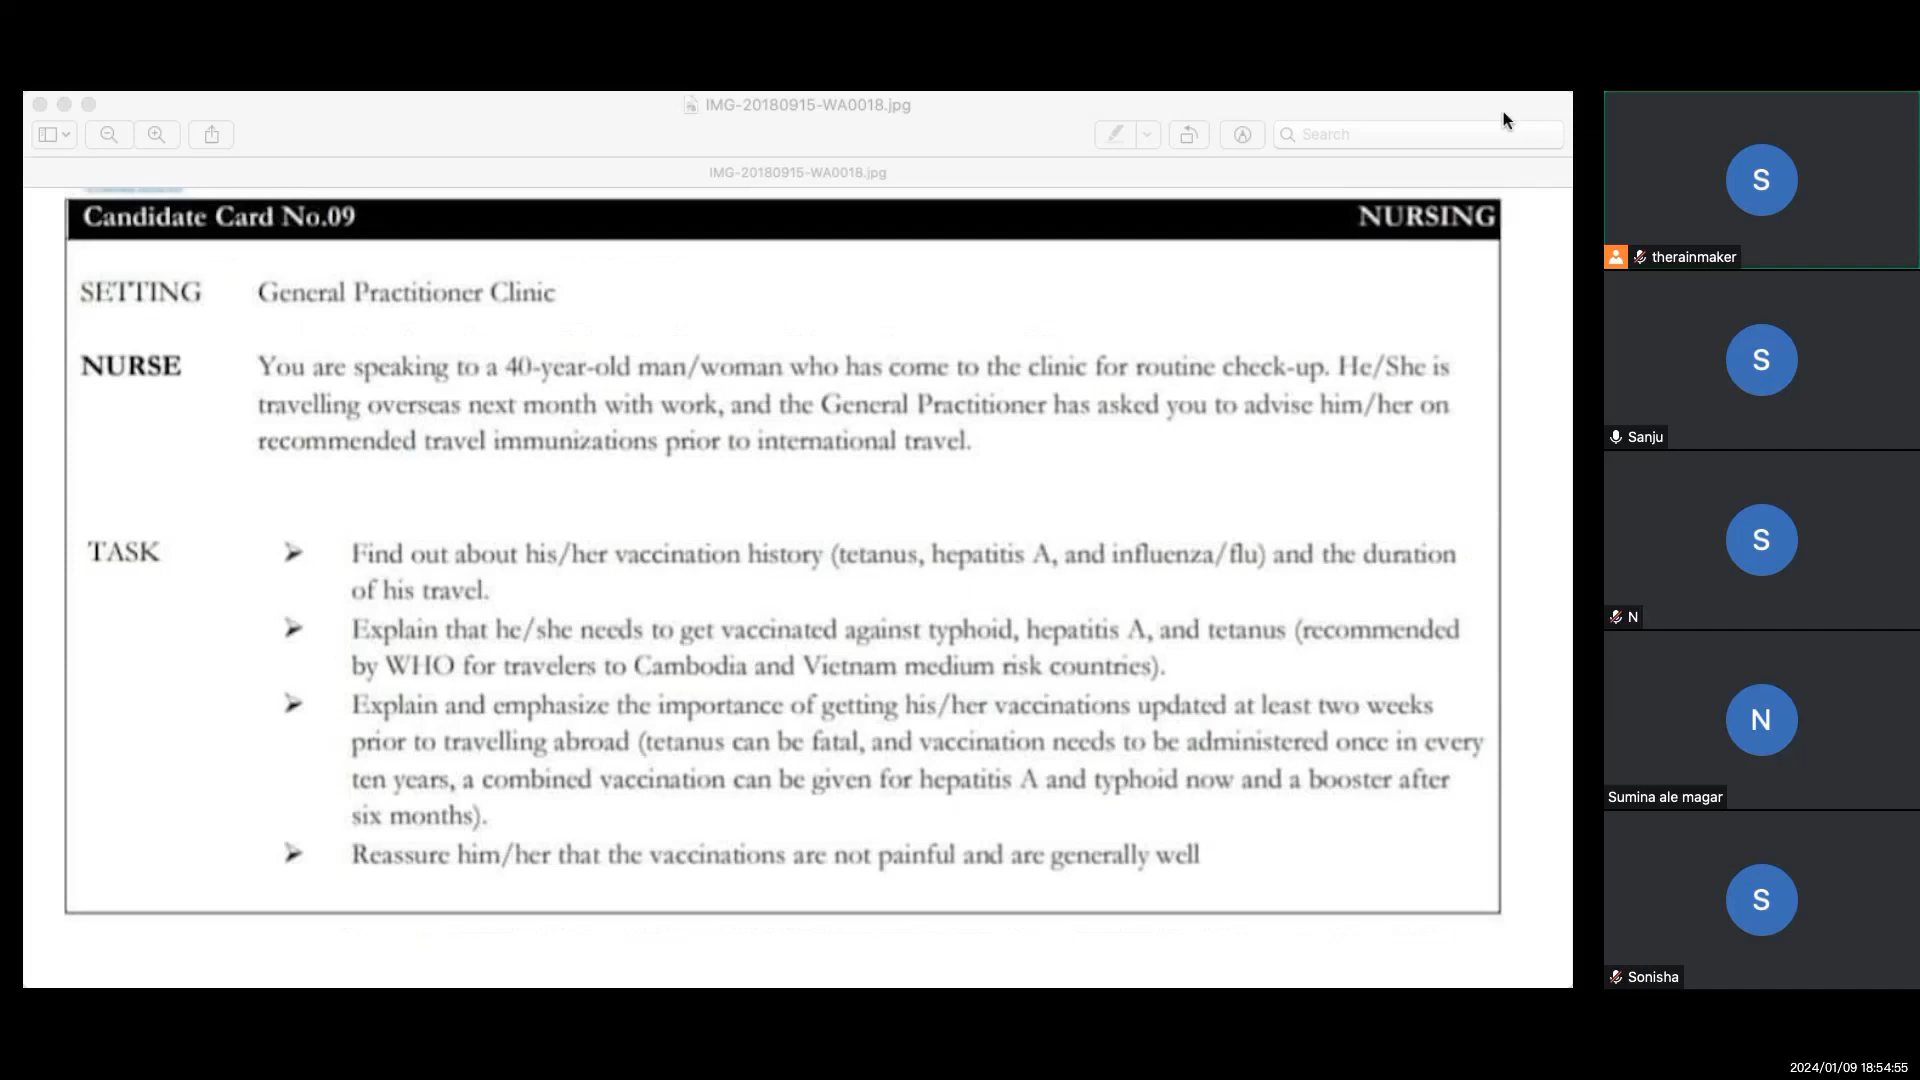 IMG-20180915-WA0018.jpg
Search
IMG-20180915-WA0018.jpg
Candidate Card No.09 NURSING
SETTING General Practitioner Clinic
NURSE You are speaking to a 40-year-old man/woman who has come to the clinic for routine check-up. He/She is
travelling overseas next month with work, and the General Practitioner has asked you to advise him/her on
recommended travel immunizations prior to international travel.
TASK ➤ Find out about his/her vaccination history (tetanus, hepatitis A, and influenza/flu) and the duration
of his travel.
➤ Explain that he/she needs to get vaccinated against typhoid, hepatitis A, and tetanus (recommended
by WHO for travelers to Cambodia and Vietnam medium risk countries).
➤ Explain and emphasize the importance of getting his/her vaccinations updated at least two weeks
prior to travelling abroad (tetanus can be fatal, and vaccination needs to be administered once in every
ten years, a combined vaccination can be given for hepatitis A and typhoid now and a booster after
six months).
➤ Reassure him/her that the vaccinations are not painful and are generally well
S
therainmaker
S
Sanju
S
N
N
Sumina ale magar
S
Sonisha
2024/01/09 18:54:55